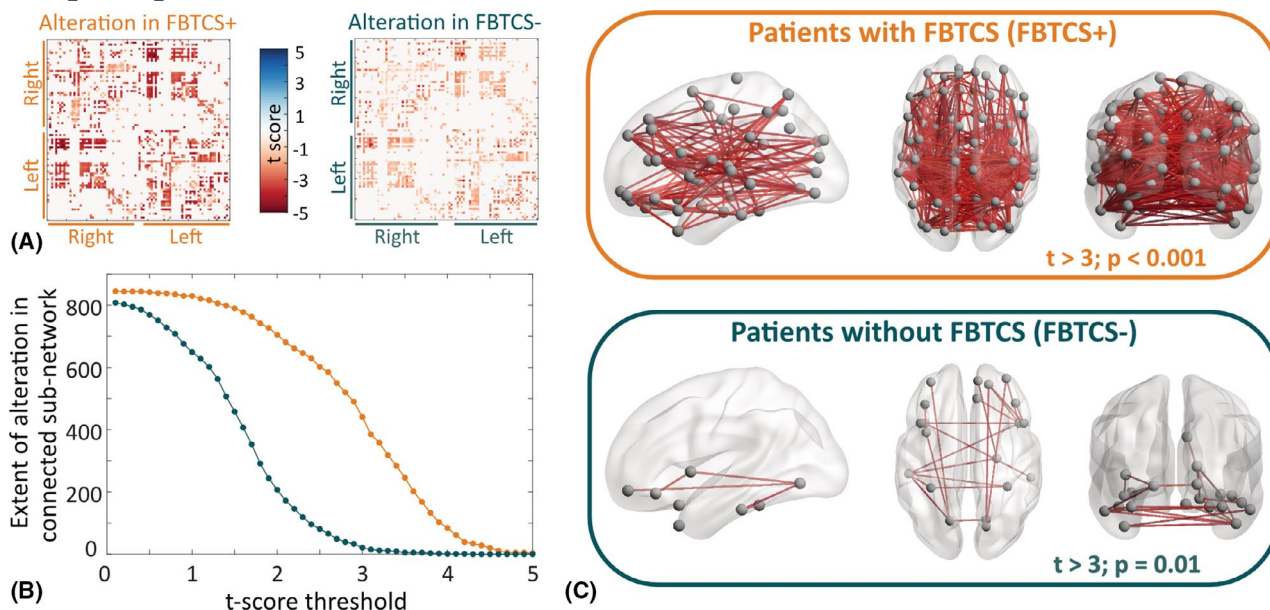 Alteration in FBTCS+
Right
Left
Right
Left
5
3
1
-1
-3
-5
t score
Alteration in FBTCS-
Right
Left
Right
Left
(A)
Extent of alteration in
connected sub-network
800
600
400
200
0
0
1
2
3
4
5
t-score threshold
(B)
Patients with FBTCS (FBTCS+)
t > 3; p < 0.001
Patients without FBTCS (FBTCS-)
t > 3; p = 0.01
(C)